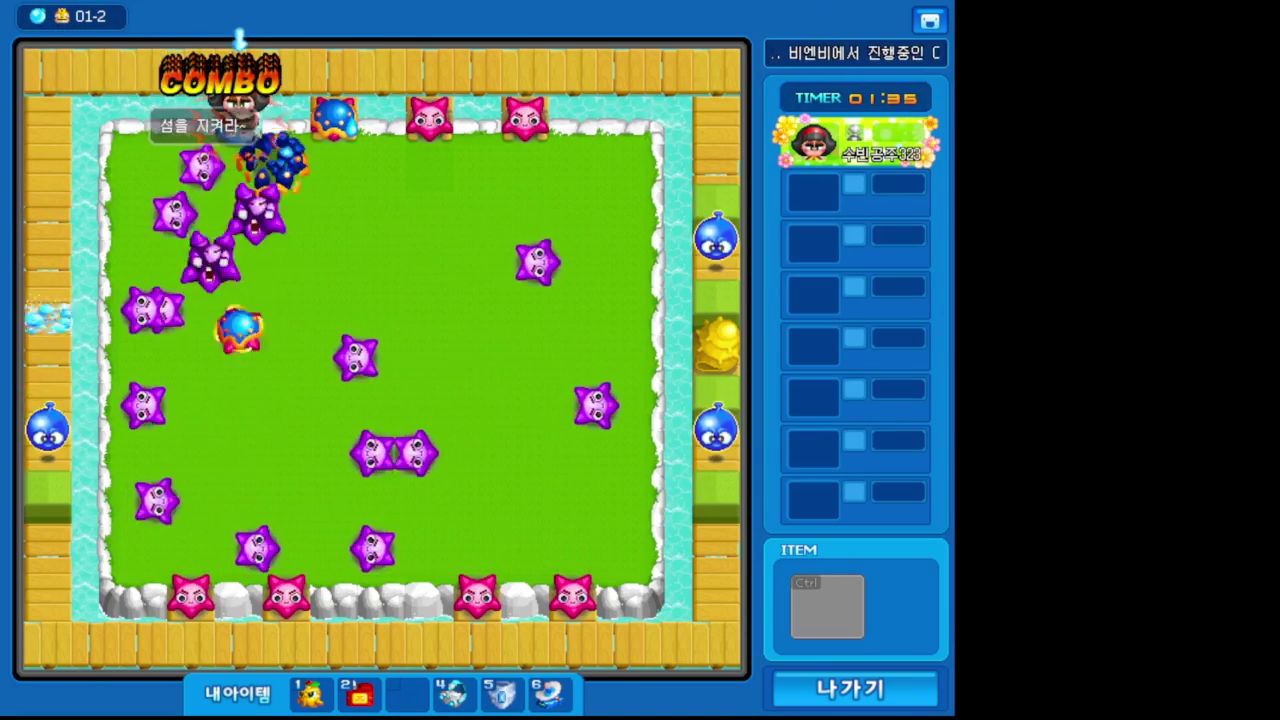 01-2
.. 비엔비에서 진행중인 C
COMBO
섬을 지켜라~
TIMER 01:35
수빈공주323
ITEM
Ctrl
내아이템
1
2
4
5
6
나가기